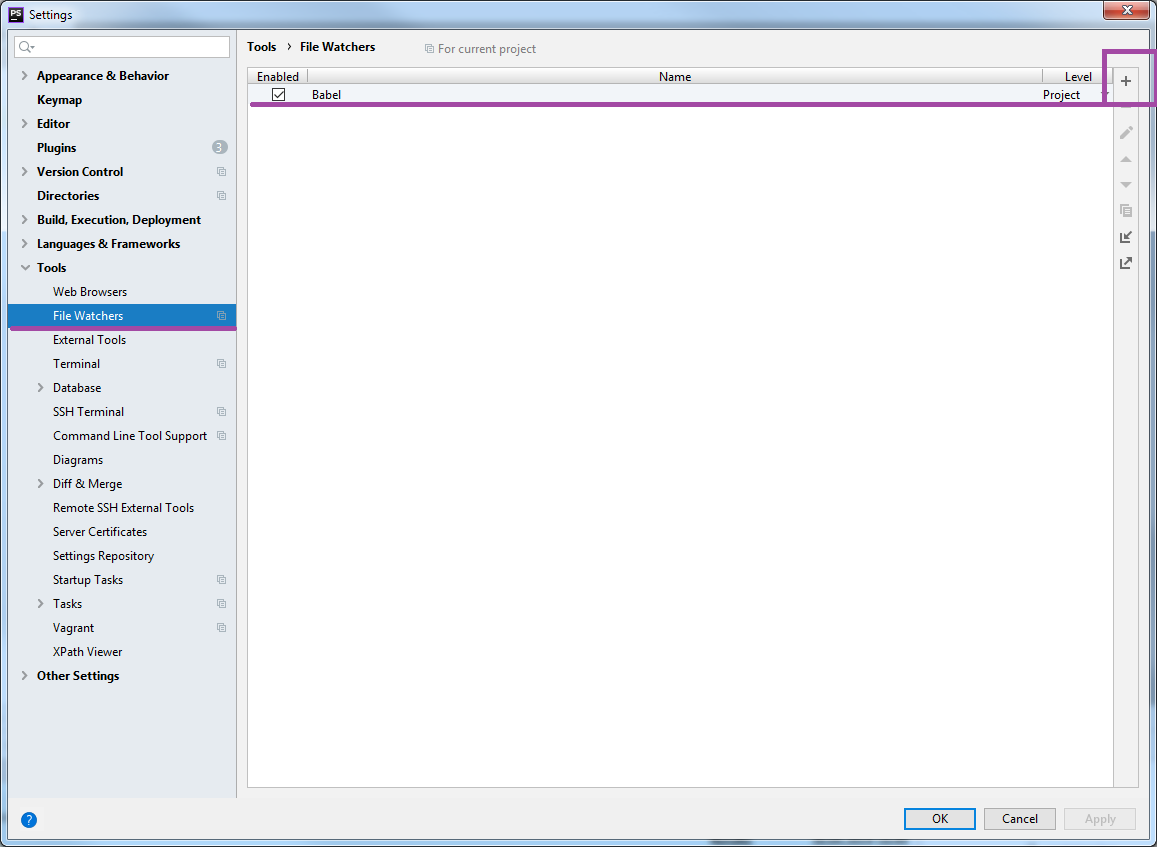 PS Settings
Tools › File Watchers For current project
Appearance & Behavior
Keymap
Editor
Plugins 3
Version Control
Directories
Build, Execution, Deployment
Languages & Frameworks
Tools
Web Browsers
File Watchers
External Tools
Terminal
Database
SSH Terminal
Command Line Tool Support
Diagrams
Diff & Merge
Remote SSH External Tools
Server Certificates
Settings Repository
Startup Tasks
Tasks
Vagrant
XPath Viewer
Other Settings
Enabled Name Level
Babel Project
?
OK Cancel Apply